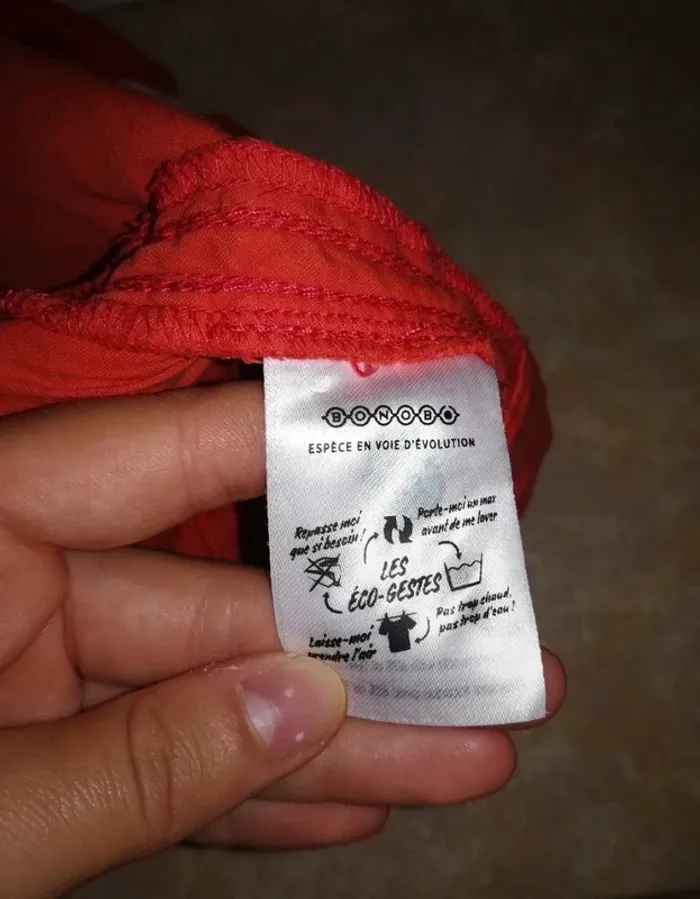 BONOBO
ESPÈCE EN VOIE D'ÉVOLUTION
Repasse moi
que si besoin !
Porte-moi un max
avant de me laver
LES
ÉCO-GESTES
Pas trop chaud,
pas trop d'eau !
Laisse-moi
prendre l'air